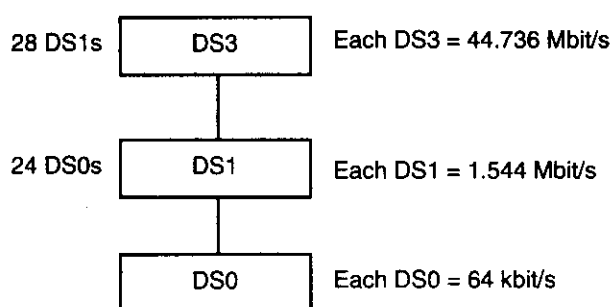 28 DS1s DS3 Each DS3 = 44.736 Mbit/s
24 DS0s DS1 Each DS1 = 1.544 Mbit/s
DS0 Each DS0 = 64 kbit/s